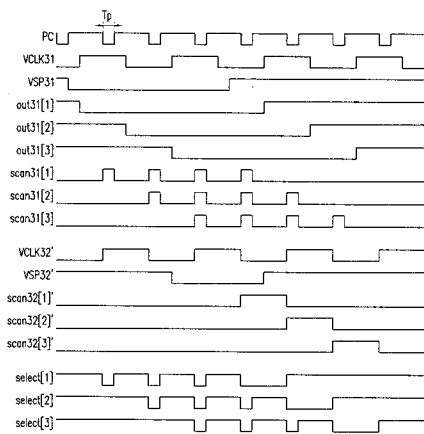 Tp
PC
VCLK31
VSP31
out31[1]
out31[2]
out31[3]
scan31[1]
scan31[2]
scan31[3]
VCLK32'
VSP32'
scan32[1]'
scan32[2]'
scan32[3]'
select[1]
select[2]
select[3]